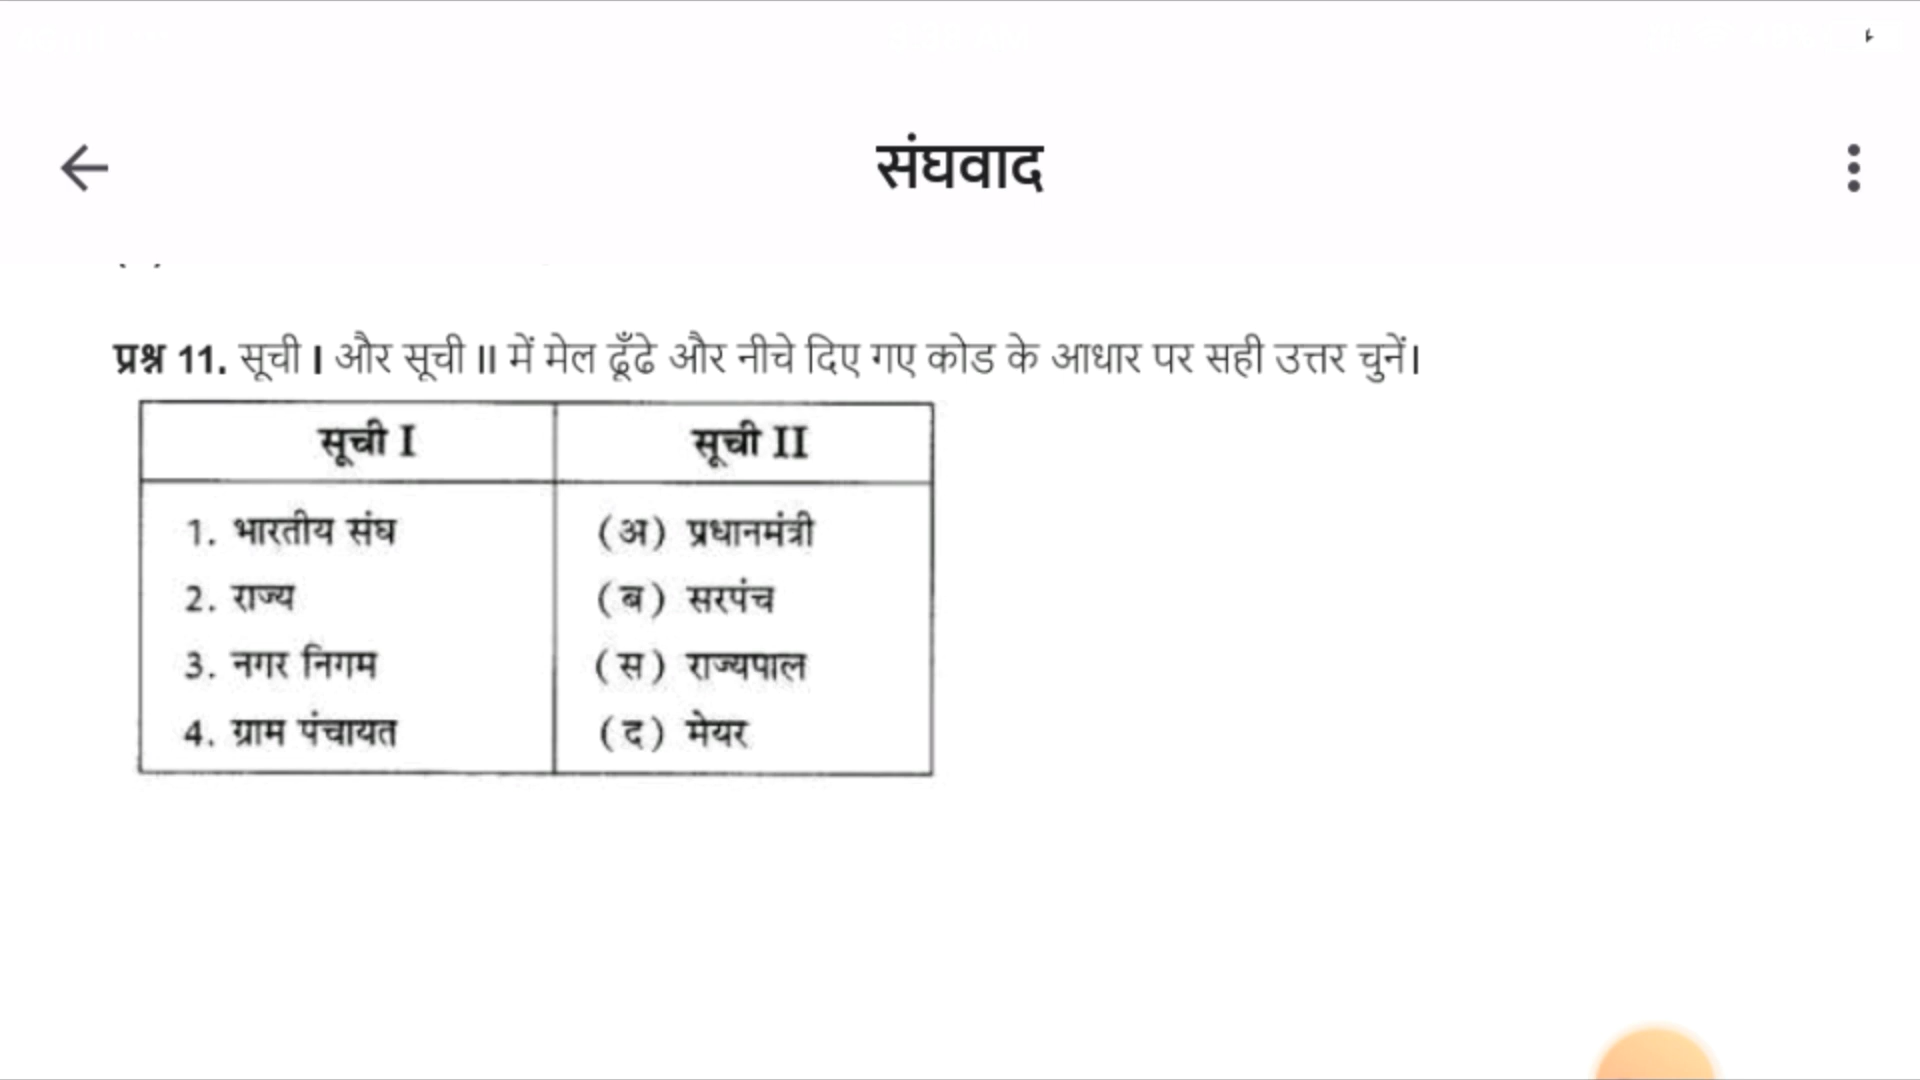 संघवाद
प्रश्न 11. सूची I और सूची II में मेल ढूँढे और नीचे दिए गए कोड के आधार पर सही उत्तर चुनें।
सूची I सूची II
1. भारतीय संघ (अ) प्रधानमंत्री
2. राज्य (ब) सरपंच
3. नगर निगम (स) राज्यपाल
4. ग्राम पंचायत (द) मेयर